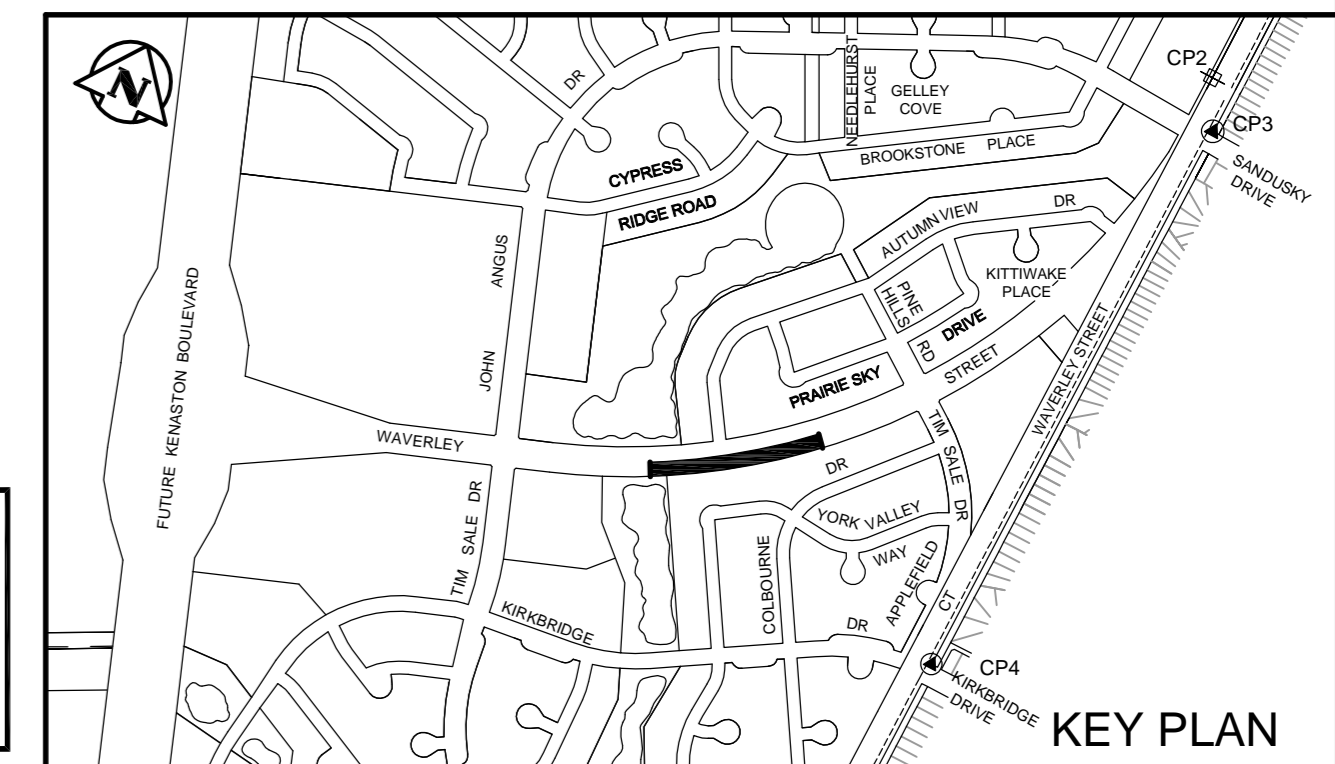 N
DR
NEEDLEHURST
PLACE
GELLEY
COVE
CP2
CP3
SANDUSKY
DRIVE
BROOKSTONE PLACE
CYPRESS
RIDGE ROAD
AUTUMNVIEW DR
KITTIWAKE
PLACE
PINE
HILLS
RD
PRAIRIE SKY
DRIVE
JOHN ANGUS
FUTURE KENASTON BOULEVARD
WAVERLEY
STREET
WAVERLEY STREET
TIM SALE DR
TIM SALE DR
COLBOURNE
DR
YORK VALLEY
WAY
APPLEFIELD
CT
KIRKBRIDGE
DR
CP4
KIRKBRIDGE
DRIVE
KEY PLAN